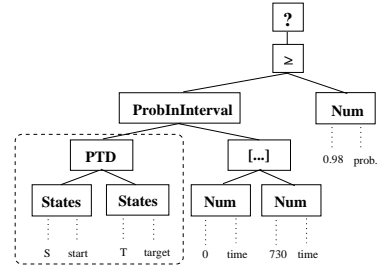 ?
≥
ProbInInterval Num
PTD [...] 0.98 prob.
States States Num Num
S start T target 0 time 730 time